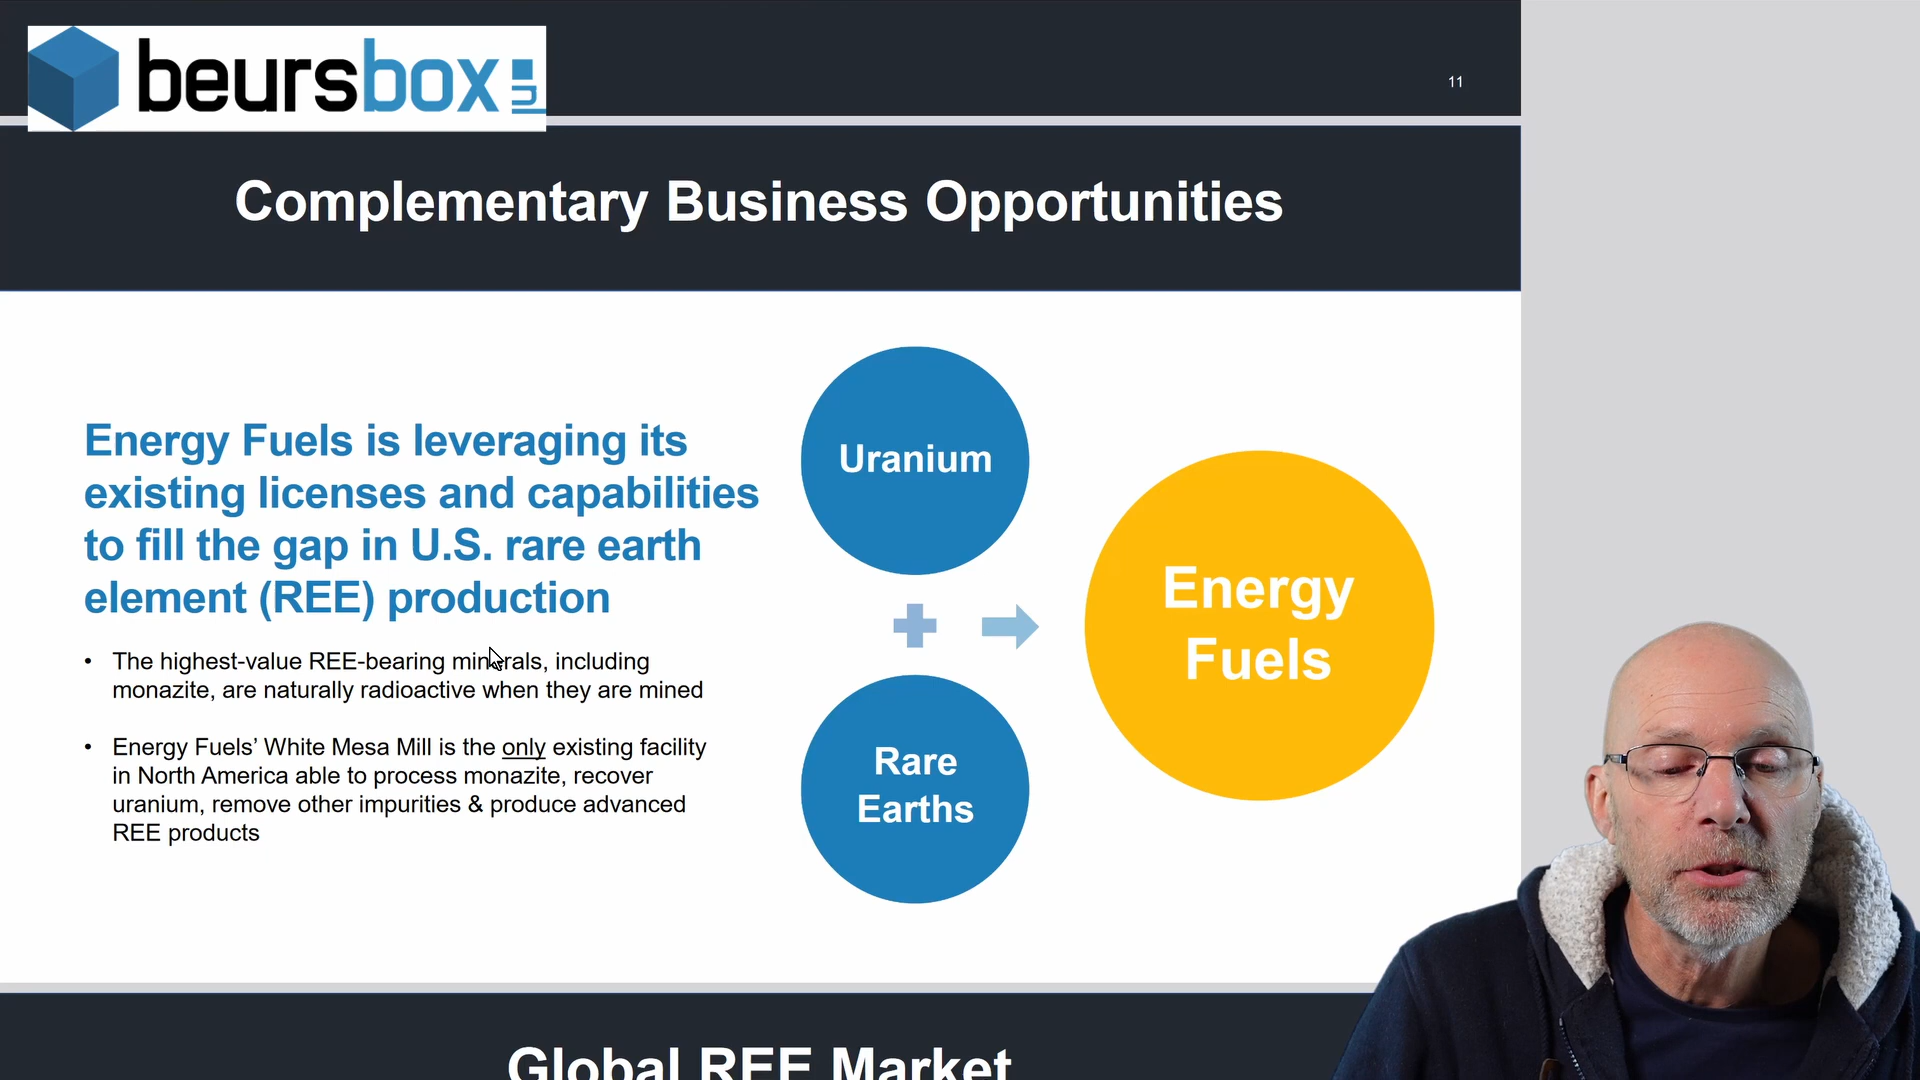 beursbox.nl
11
Complementary Business Opportunities
Energy Fuels is leveraging its
existing licenses and capabilities
to fill the gap in U.S. rare earth
element (REE) production
• The highest-value REE-bearing minerals, including
monazite, are naturally radioactive when they are mined
• Energy Fuels’ White Mesa Mill is the only existing facility
in North America able to process monazite, recover
uranium, remove other impurities & produce advanced
REE products
Uranium
Rare
Earths
Energy
Fuels
Global REE Market